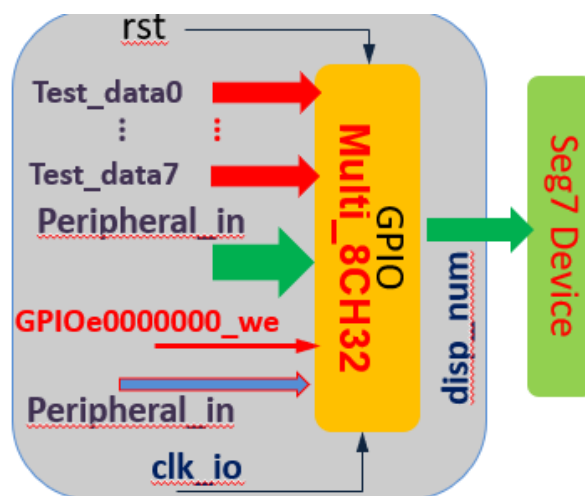 rst
Test_data0
Test_data7
Peripheral_in
GPIOe0000000_we
Peripheral_in
clk_io
Multi_8CH32
GPIO
disp_num
Seg7 Device